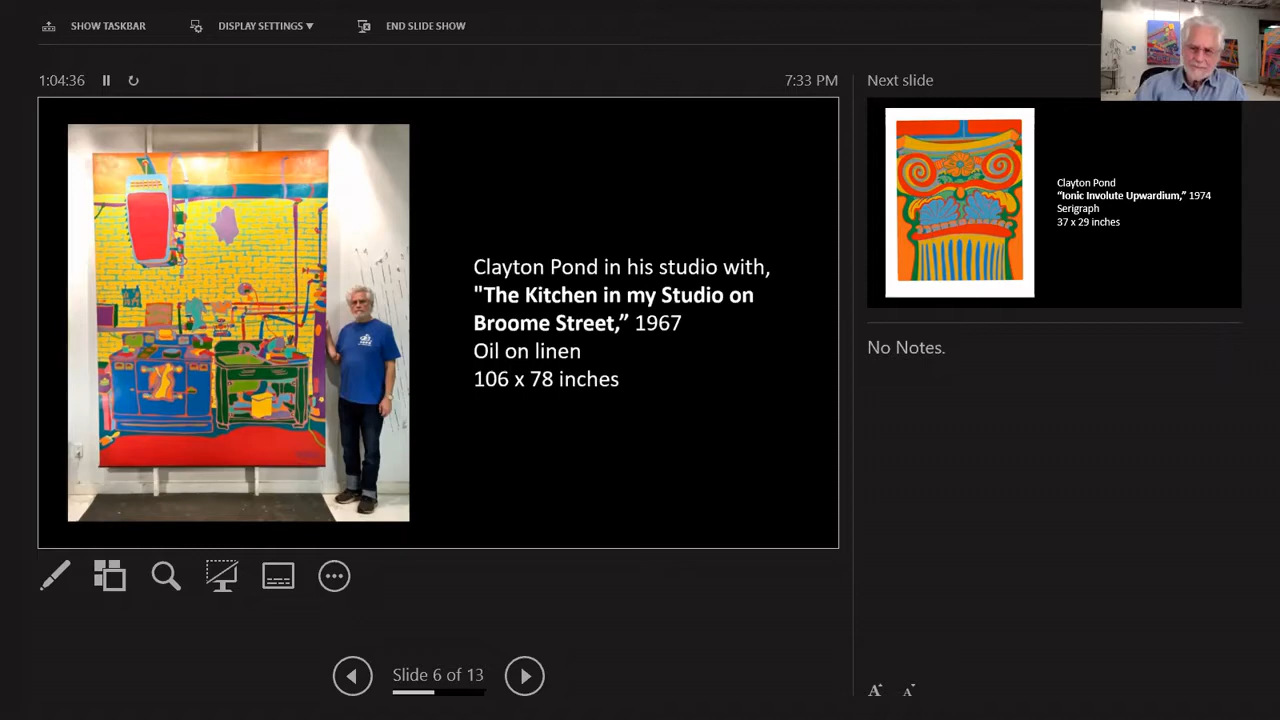 SHOW TASKBAR
DISPLAY SETTINGS ▼
END SLIDE SHOW
1:04:36
7:33 PM
Next slide
Clayton Pond in his studio with,
"The Kitchen in my Studio on
Broome Street,” 1967
Oil on linen
106 x 78 inches
Clayton Pond
“Ionic Involute Upwardium,” 1974
Serigraph
37 x 29 inches
No Notes.
Slide 6 of 13
A A